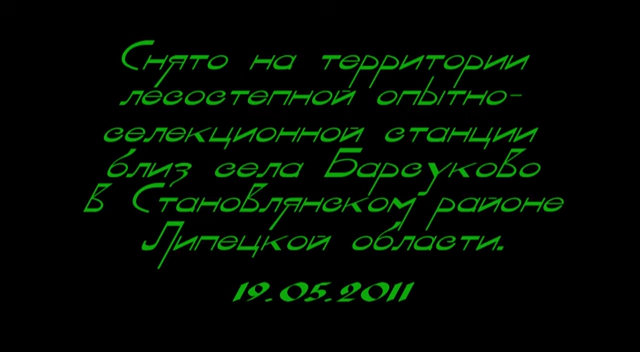 Снято на территории
лесостепной опытно-
селекционной станции
близ села Барсуково
в Становлянском районе
Липецкой области.
19.05.2011